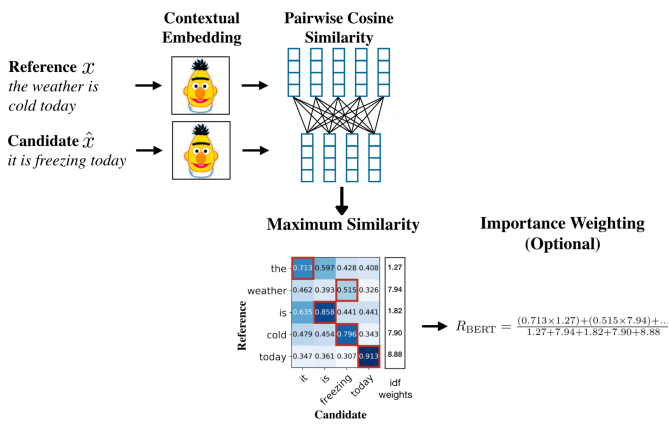 Contextual
Embedding
Pairwise Cosine
Similarity
Reference x
the weather is
cold today
Candidate x̂
it is freezing today
Maximum Similarity
Importance Weighting
(Optional)
Reference
the 0.713 0.597 0.428 0.408 1.27
weather 0.462 0.393 0.515 0.326 7.94
is 0.635 0.858 0.441 0.441 1.82
cold 0.479 0.454 0.796 0.343 7.90
today 0.347 0.361 0.307 0.913 8.88
it is freezing today
idf
weights
Candidate
R_BERT = (0.713×1.27)+(0.515×7.94)+... / 1.27+7.94+1.82+7.90+8.88